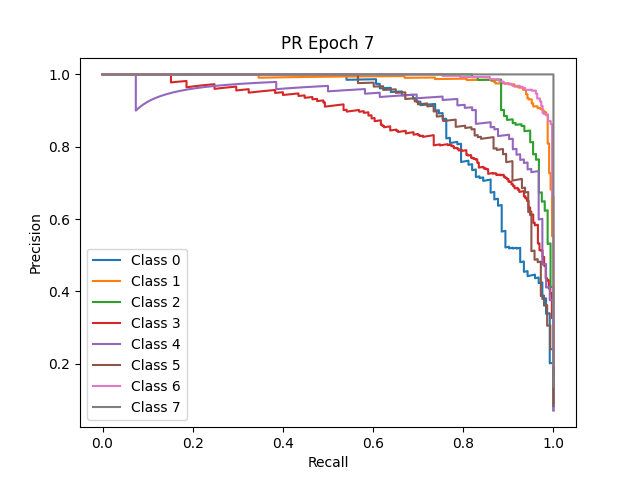 PR Epoch 7
1.0
0.8
0.6
0.4
0.2
Precision
Class 0
Class 1
Class 2
Class 3
Class 4
Class 5
Class 6
Class 7
0.0 0.2 0.4 0.6 0.8 1.0
Recall